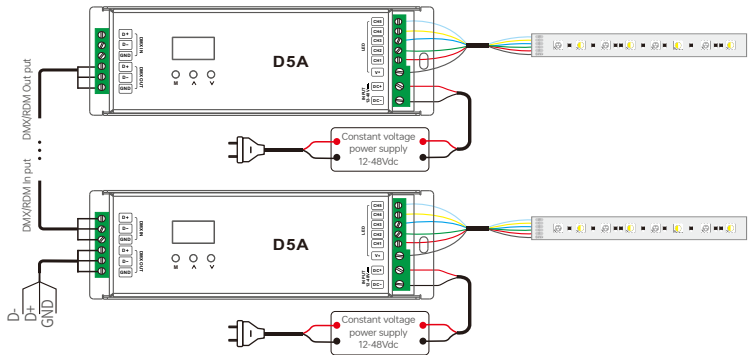 D+
D-
GND
DMX IN
D+
D-
GND
DMX OUT
M
D5A
CH5
CH4
CH3
CH2
CH1
V+
LED
DC+
DC-
INPUT
DMX/RDM Out put
Constant voltage
power supply
12-48Vdc
DMX/RDM In put
D+
D-
GND
DMX IN
D+
D-
GND
DMX OUT
M
D5A
CH5
CH4
CH3
CH2
CH1
V+
LED
DC+
DC-
INPUT
D-
D+
GND
Constant voltage
power supply
12-48Vdc